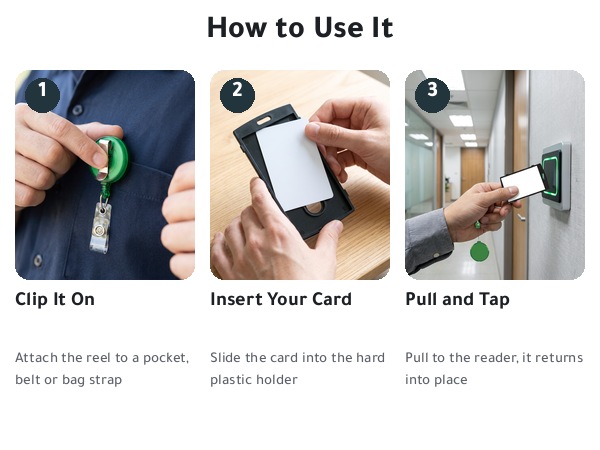 How to Use It
1
2
3
Clip It On
Insert Your Card
Pull and Tap
Attach the reel to a pocket,
belt or bag strap
Slide the card into the hard
plastic holder
Pull to the reader, it returns
into place